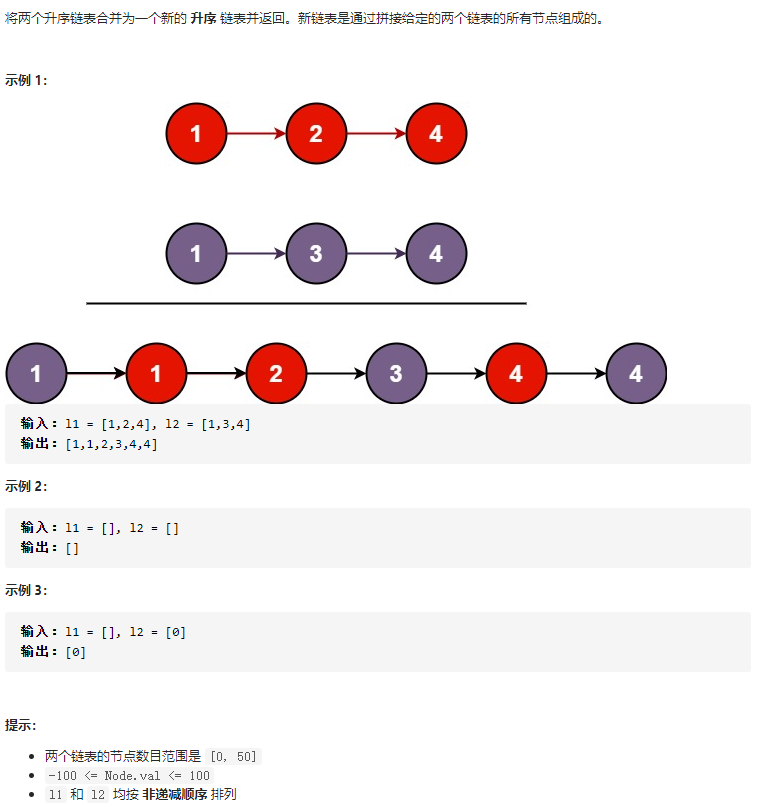 将两个升序链表合并为一个新的 升序 链表并返回。新链表是通过拼接给定的两个链表的所有节点组成的。
示例 1：
1 2 4
1 3 4
1 1 2 3 4 4
输入：l1 = [1,2,4], l2 = [1,3,4]
输出：[1,1,2,3,4,4]
示例 2：
输入：l1 = [], l2 = []
输出：[]
示例 3：
输入：l1 = [], l2 = [0]
输出：[0]
提示：
• 两个链表的节点数目范围是 [0, 50]
• -100 <= Node.val <= 100
• l1 和 l2 均按 非递减顺序 排列